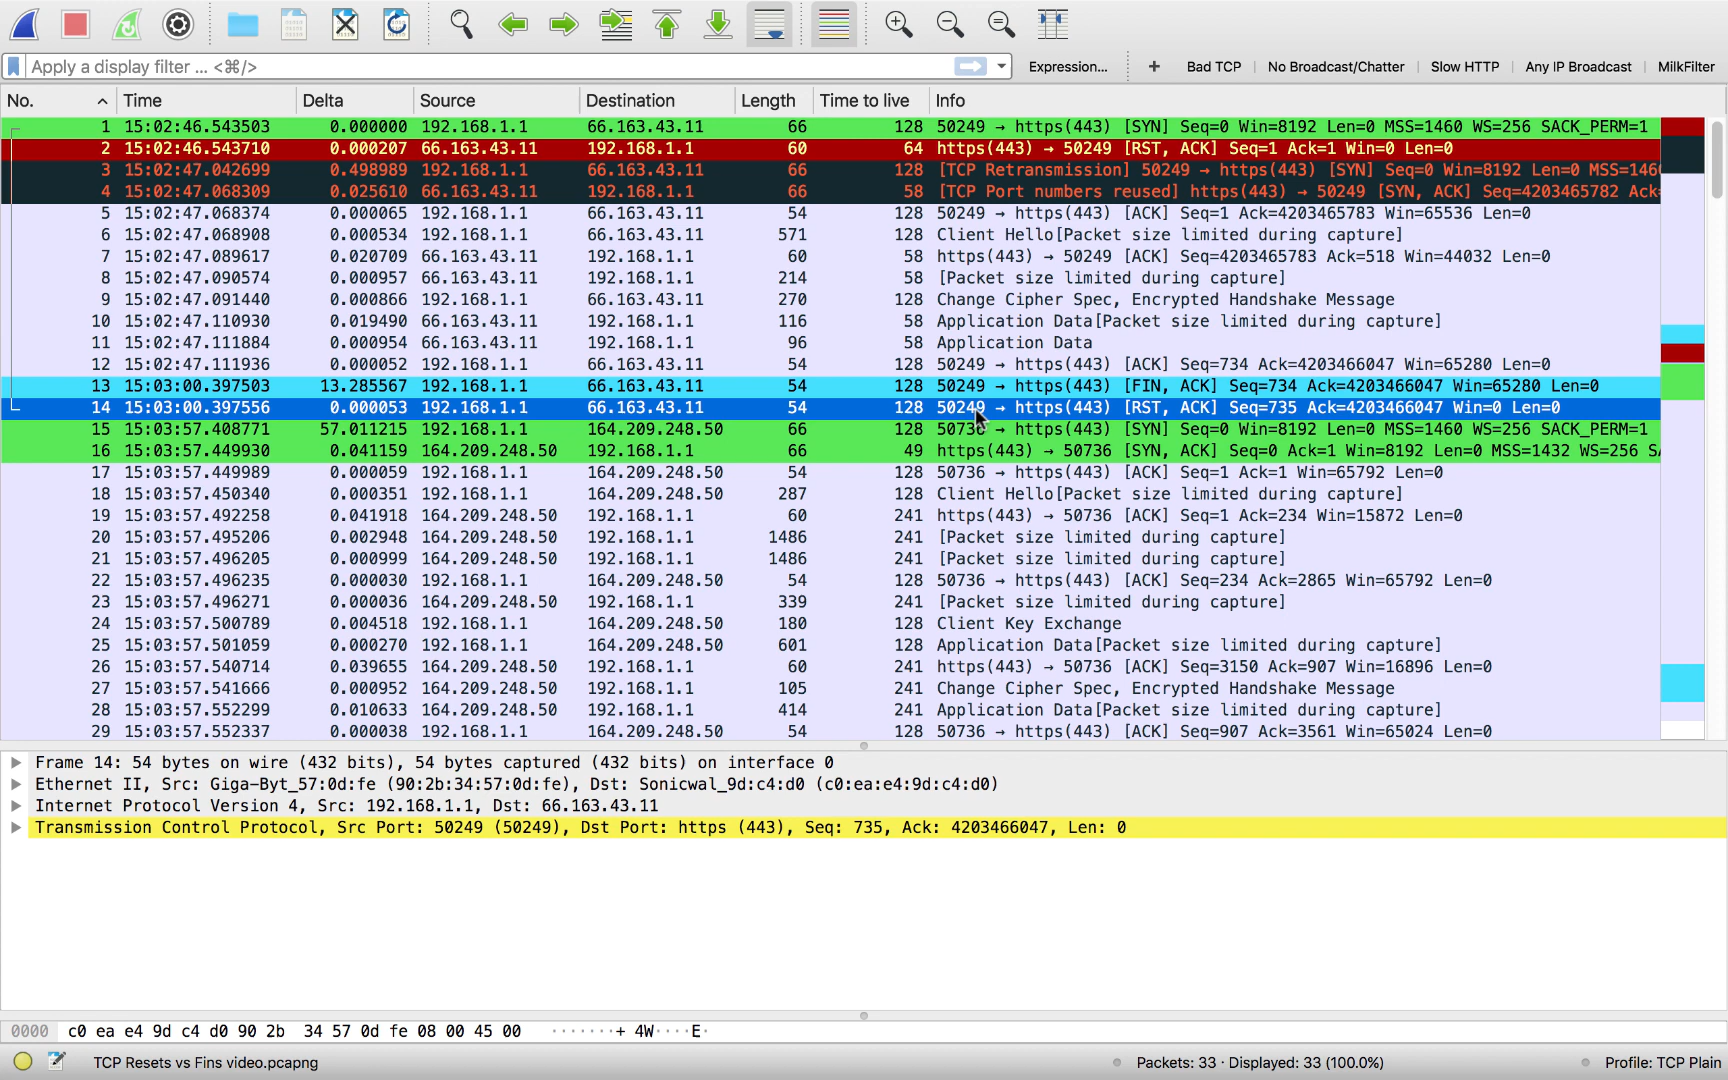 Apply a display filter ... <⌘/>
Expression...
+
Bad TCP
No Broadcast/Chatter
Slow HTTP
Any IP Broadcast
MilkFilter
No. Time Delta Source Destination Length Time to live Info
1 15:02:46.543503 0.000000 192.168.1.1 66.163.43.11 66 128 50249 → https(443) [SYN] Seq=0 Win=8192 Len=0 MSS=1460 WS=256 SACK_PERM=1
2 15:02:46.543710 0.000207 66.163.43.11 192.168.1.1 60 64 https(443) → 50249 [RST, ACK] Seq=1 Ack=1 Win=0 Len=0
3 15:02:47.042699 0.498989 192.168.1.1 66.163.43.11 66 128 [TCP Retransmission] 50249 → https(443) [SYN] Seq=0 Win=8192 Len=0 MSS=146
4 15:02:47.068309 0.025610 66.163.43.11 192.168.1.1 66 58 [TCP Port numbers reused] https(443) → 50249 [SYN, ACK] Seq=4203465782 Ack
5 15:02:47.068374 0.000065 192.168.1.1 66.163.43.11 54 128 50249 → https(443) [ACK] Seq=1 Ack=4203465783 Win=65536 Len=0
6 15:02:47.068908 0.000534 192.168.1.1 66.163.43.11 571 128 Client Hello[Packet size limited during capture]
7 15:02:47.089617 0.020709 66.163.43.11 192.168.1.1 60 58 https(443) → 50249 [ACK] Seq=4203465783 Ack=518 Win=44032 Len=0
8 15:02:47.090574 0.000957 66.163.43.11 192.168.1.1 214 58 [Packet size limited during capture]
9 15:02:47.091440 0.000866 192.168.1.1 66.163.43.11 270 128 Change Cipher Spec, Encrypted Handshake Message
10 15:02:47.110930 0.019490 66.163.43.11 192.168.1.1 116 58 Application Data[Packet size limited during capture]
11 15:02:47.111884 0.000954 66.163.43.11 192.168.1.1 96 58 Application Data
12 15:02:47.111936 0.000052 192.168.1.1 66.163.43.11 54 128 50249 → https(443) [ACK] Seq=734 Ack=4203466047 Win=65280 Len=0
13 15:03:00.397503 13.285567 192.168.1.1 66.163.43.11 54 128 50249 → https(443) [FIN, ACK] Seq=734 Ack=4203466047 Win=65280 Len=0
14 15:03:00.397556 0.000053 192.168.1.1 66.163.43.11 54 128 50249 → https(443) [RST, ACK] Seq=735 Ack=4203466047 Win=0 Len=0
15 15:03:57.408771 57.011215 192.168.1.1 164.209.248.50 66 128 50736 → https(443) [SYN] Seq=0 Win=8192 Len=0 MSS=1460 WS=256 SACK_PERM=1
16 15:03:57.449930 0.041159 164.209.248.50 192.168.1.1 66 49 https(443) → 50736 [SYN, ACK] Seq=0 Ack=1 Win=8192 Len=0 MSS=1432 WS=256 S
17 15:03:57.449989 0.000059 192.168.1.1 164.209.248.50 54 128 50736 → https(443) [ACK] Seq=1 Ack=1 Win=65792 Len=0
18 15:03:57.450340 0.000351 192.168.1.1 164.209.248.50 287 128 Client Hello[Packet size limited during capture]
19 15:03:57.492258 0.041918 164.209.248.50 192.168.1.1 60 241 https(443) → 50736 [ACK] Seq=1 Ack=234 Win=15872 Len=0
20 15:03:57.495206 0.002948 164.209.248.50 192.168.1.1 1486 241 [Packet size limited during capture]
21 15:03:57.496205 0.000999 164.209.248.50 192.168.1.1 1486 241 [Packet size limited during capture]
22 15:03:57.496235 0.000030 192.168.1.1 164.209.248.50 54 128 50736 → https(443) [ACK] Seq=234 Ack=2865 Win=65792 Len=0
23 15:03:57.496271 0.000036 164.209.248.50 192.168.1.1 339 241 [Packet size limited during capture]
24 15:03:57.500789 0.004518 192.168.1.1 164.209.248.50 180 128 Client Key Exchange
25 15:03:57.501059 0.000270 192.168.1.1 164.209.248.50 601 128 Application Data[Packet size limited during capture]
26 15:03:57.540714 0.039655 164.209.248.50 192.168.1.1 60 241 https(443) → 50736 [ACK] Seq=3150 Ack=907 Win=16896 Len=0
27 15:03:57.541666 0.000952 164.209.248.50 192.168.1.1 105 241 Change Cipher Spec, Encrypted Handshake Message
28 15:03:57.552299 0.010633 164.209.248.50 192.168.1.1 414 241 Application Data[Packet size limited during capture]
29 15:03:57.552337 0.000038 192.168.1.1 164.209.248.50 54 128 50736 → https(443) [ACK] Seq=907 Ack=3561 Win=65024 Len=0
Frame 14: 54 bytes on wire (432 bits), 54 bytes captured (432 bits) on interface 0
Ethernet II, Src: Giga-Byt_57:0d:fe (90:2b:34:57:0d:fe), Dst: Sonicwal_9d:c4:d0 (c0:ea:e4:9d:c4:d0)
Internet Protocol Version 4, Src: 192.168.1.1, Dst: 66.163.43.11
Transmission Control Protocol, Src Port: 50249 (50249), Dst Port: https (443), Seq: 735, Ack: 4203466047, Len: 0
0000 c0 ea e4 9d c4 d0 90 2b 34 57 0d fe 08 00 45 00 ·······+ 4W····E·
TCP Resets vs Fins video.pcapng
Packets: 33 · Displayed: 33 (100.0%)
Profile: TCP Plain